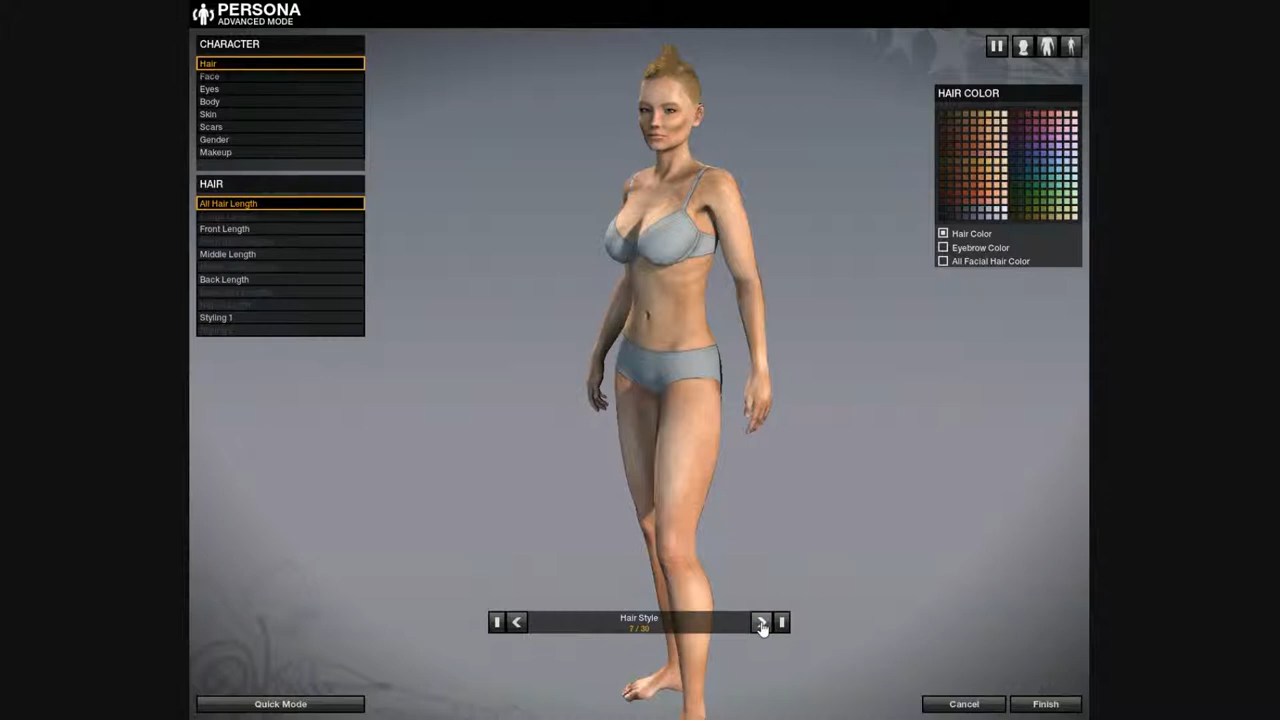 PERSONA
ADVANCED MODE
CHARACTER
Hair
Face
Eyes
Body
Skin
Scars
Gender
Makeup
HAIR
All Hair Length
Front Length
Middle Length
Back Length
Styling 1
HAIR COLOR
Hair Color
Eyebrow Color
All Facial Hair Color
Hair Style
7 / 30
Quick Mode
Cancel
Finish